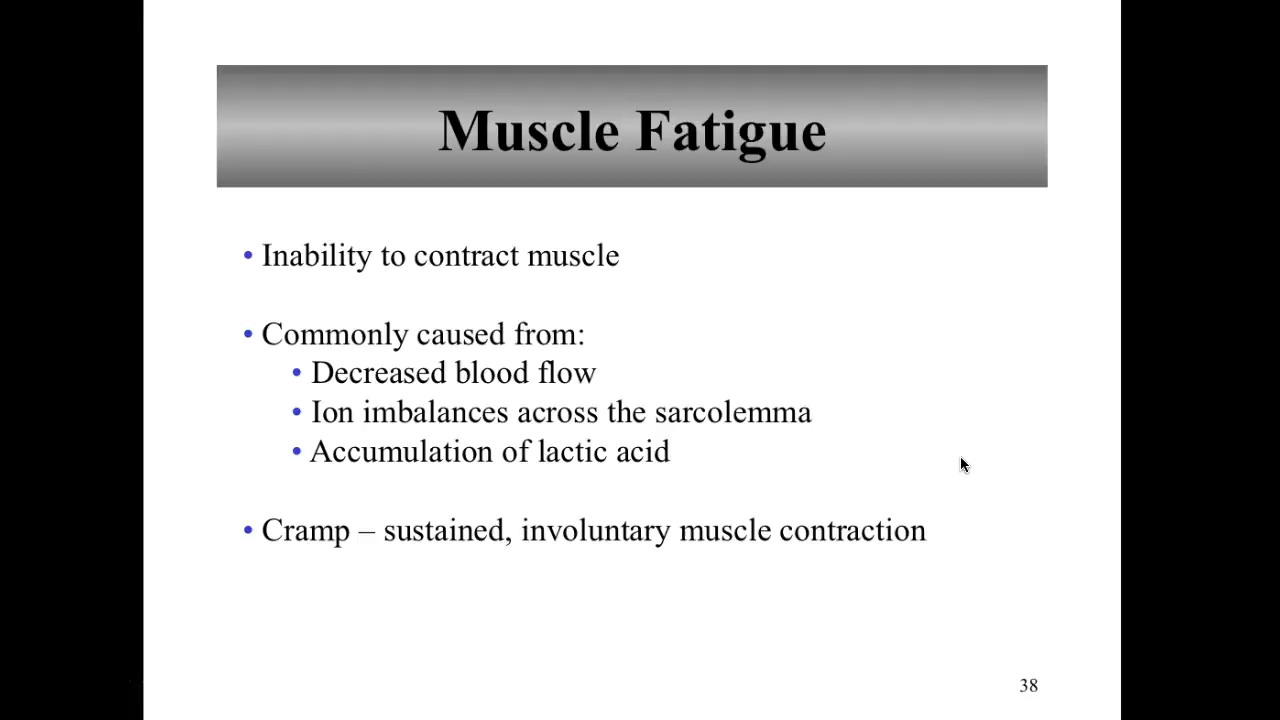 Muscle Fatigue
• Inability to contract muscle
• Commonly caused from:
• Decreased blood flow
• Ion imbalances across the sarcolemma
• Accumulation of lactic acid
• Cramp – sustained, involuntary muscle contraction
38